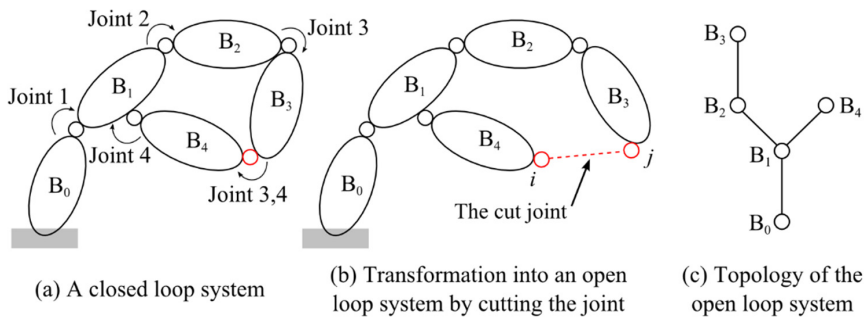 Joint 2
B₂
Joint 3
B₁
Joint 1
B₃
Joint 4
B₄
B₀
Joint 3,4
B₂
B₁
B₃
B₄
B₀
i
j
The cut joint
B₃
B₂
B₄
B₁
B₀
(a) A closed loop system
(b) Transformation into an open
loop system by cutting the joint
(c) Topology of the
open loop system